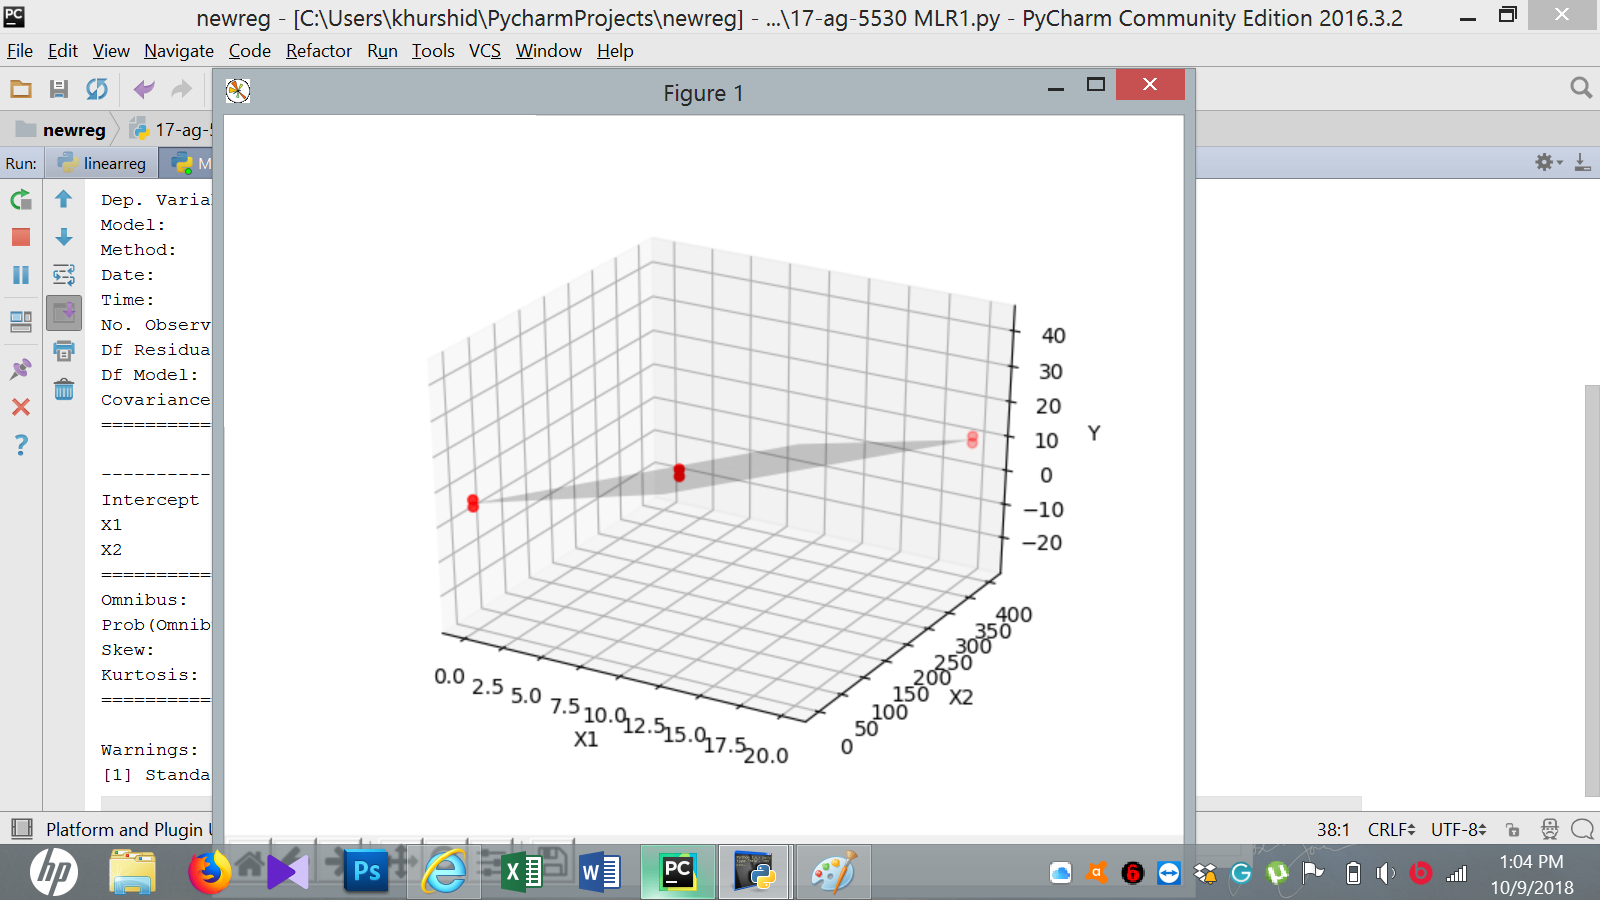 newreg - [C:\Users\khurshid\PycharmProjects\newreg] - ...\17-ag-5530 MLR1.py - PyCharm Community Edition 2016.3.2
File Edit View Navigate Code Refactor Run Tools VCS Window Help
Figure 1
newreg 17-ag-5
Run: linearreg M
Dep. Varia
Model:
Method:
Date:
Time:
No. Observ
Df Residua
Df Model:
Covariance
===========
----------
Intercept
X1
X2
===========
Omnibus:
Prob(Omnib
Skew:
Kurtosis:
===========
Warnings:
[1] Standa
40
30
20
10
0
−10
−20
Y
400
350
300
250
200
150
100
50
0
X2
0.0 2.5 5.0 7.5 10.0 12.5 15.0 17.5 20.0
X1
Platform and Plugin U 38:1 CRLF UTF-8
1:04 PM
10/9/2018